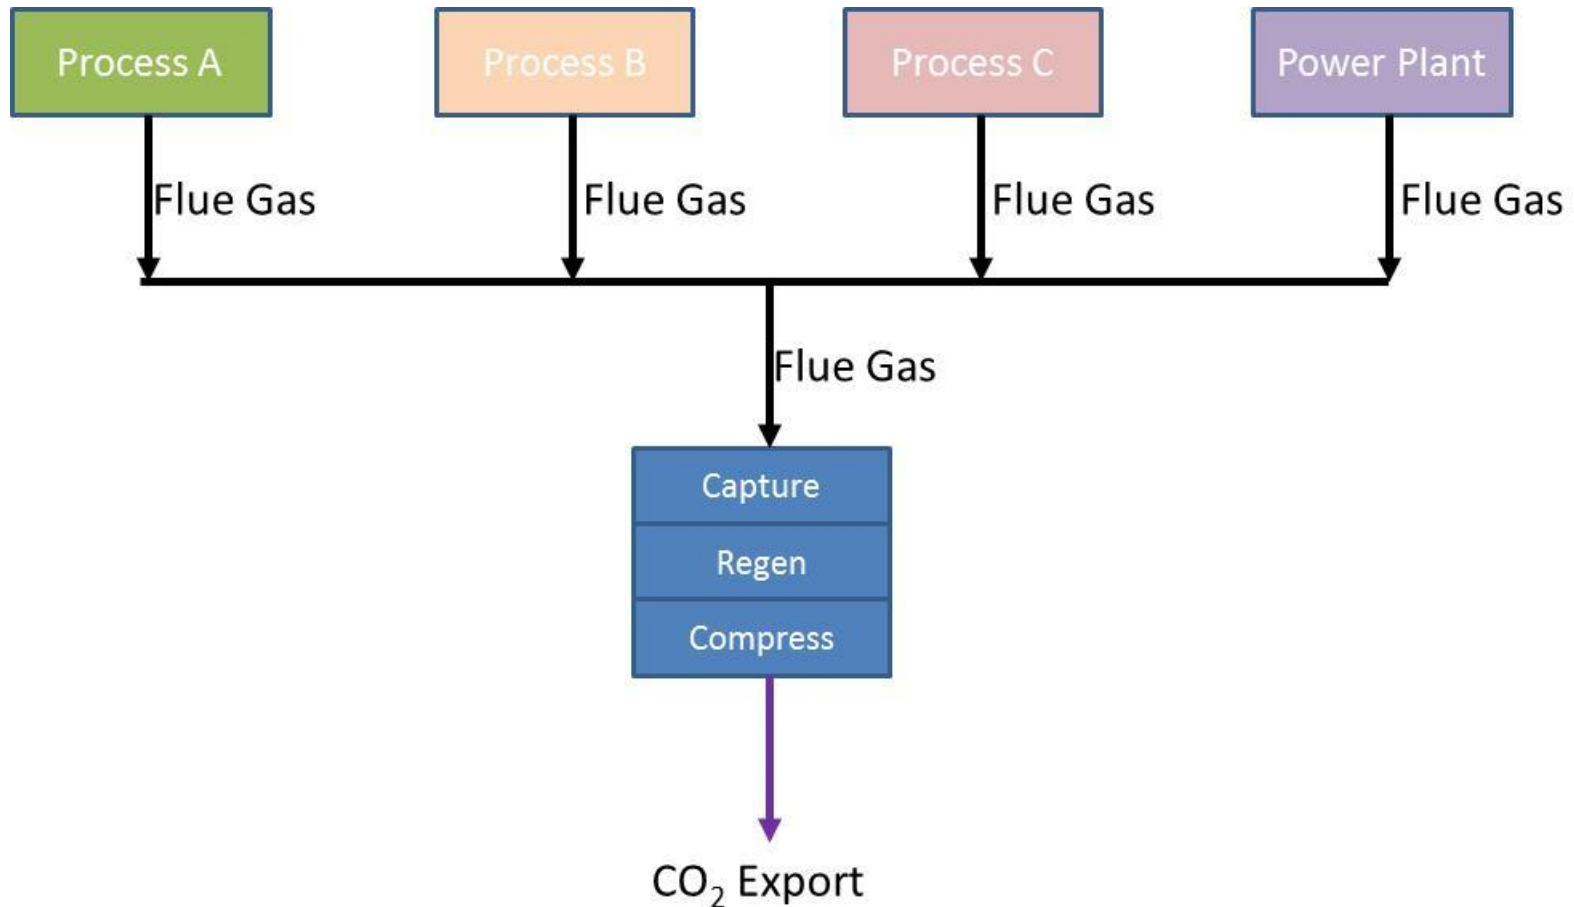 Process A
Process B
Process C
Power Plant
Flue Gas
Flue Gas
Flue Gas
Flue Gas
Flue Gas
Capture
Regen
Compress
CO₂ Export